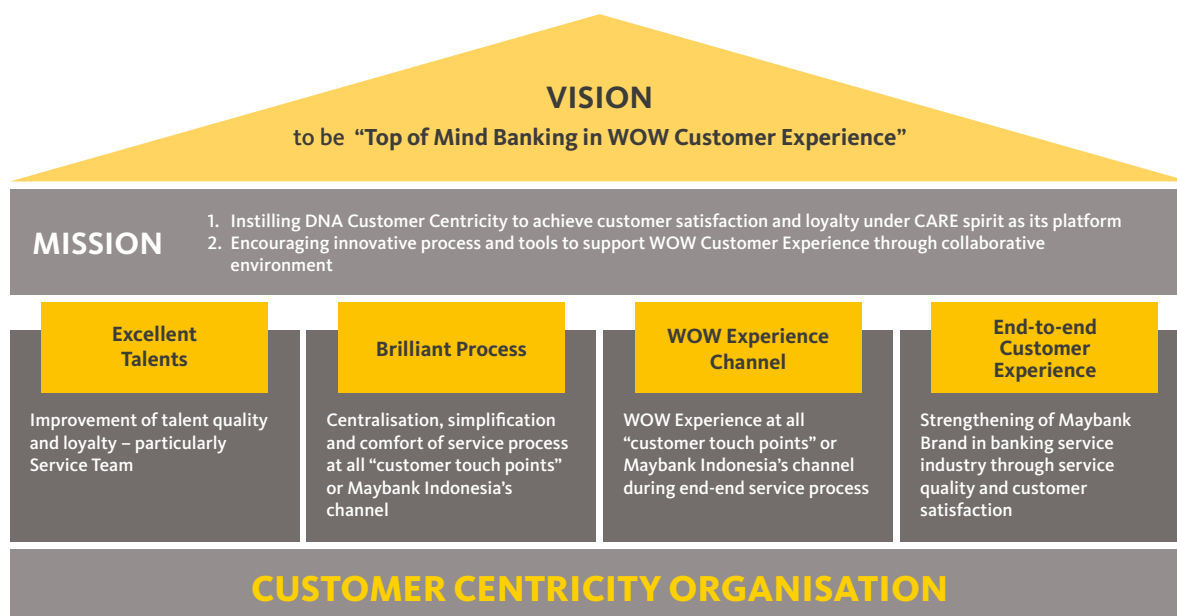 VISION
to be “Top of Mind Banking in WOW Customer Experience”
MISSION
1. Instilling DNA Customer Centricity to achieve customer satisfaction and loyalty under CARE spirit as its platform
2. Encouraging innovative process and tools to support WOW Customer Experience through collaborative
environment
Excellent
Talents
Improvement of talent quality
and loyalty – particularly
Service Team
Brilliant Process
Centralisation, simplification
and comfort of service process
at all “customer touch points”
or Maybank Indonesia’s
channel
WOW Experience
Channel
WOW Experience at all
“customer touch points” or
Maybank Indonesia’s channel
during end-end service process
End-to-end
Customer
Experience
Strengthening of Maybank
Brand in banking service
industry through service
quality and customer
satisfaction
CUSTOMER CENTRICITY ORGANISATION